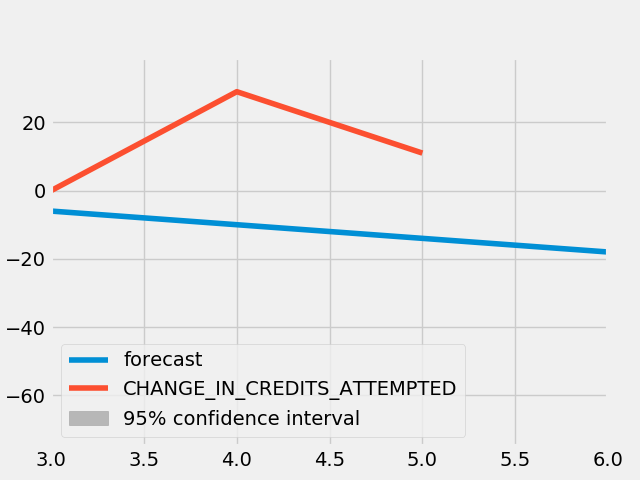 20
0
−20
−40
−60
forecast
CHANGE_IN_CREDITS_ATTEMPTED
95% confidence interval
3.0 3.5 4.0 4.5 5.0 5.5 6.0